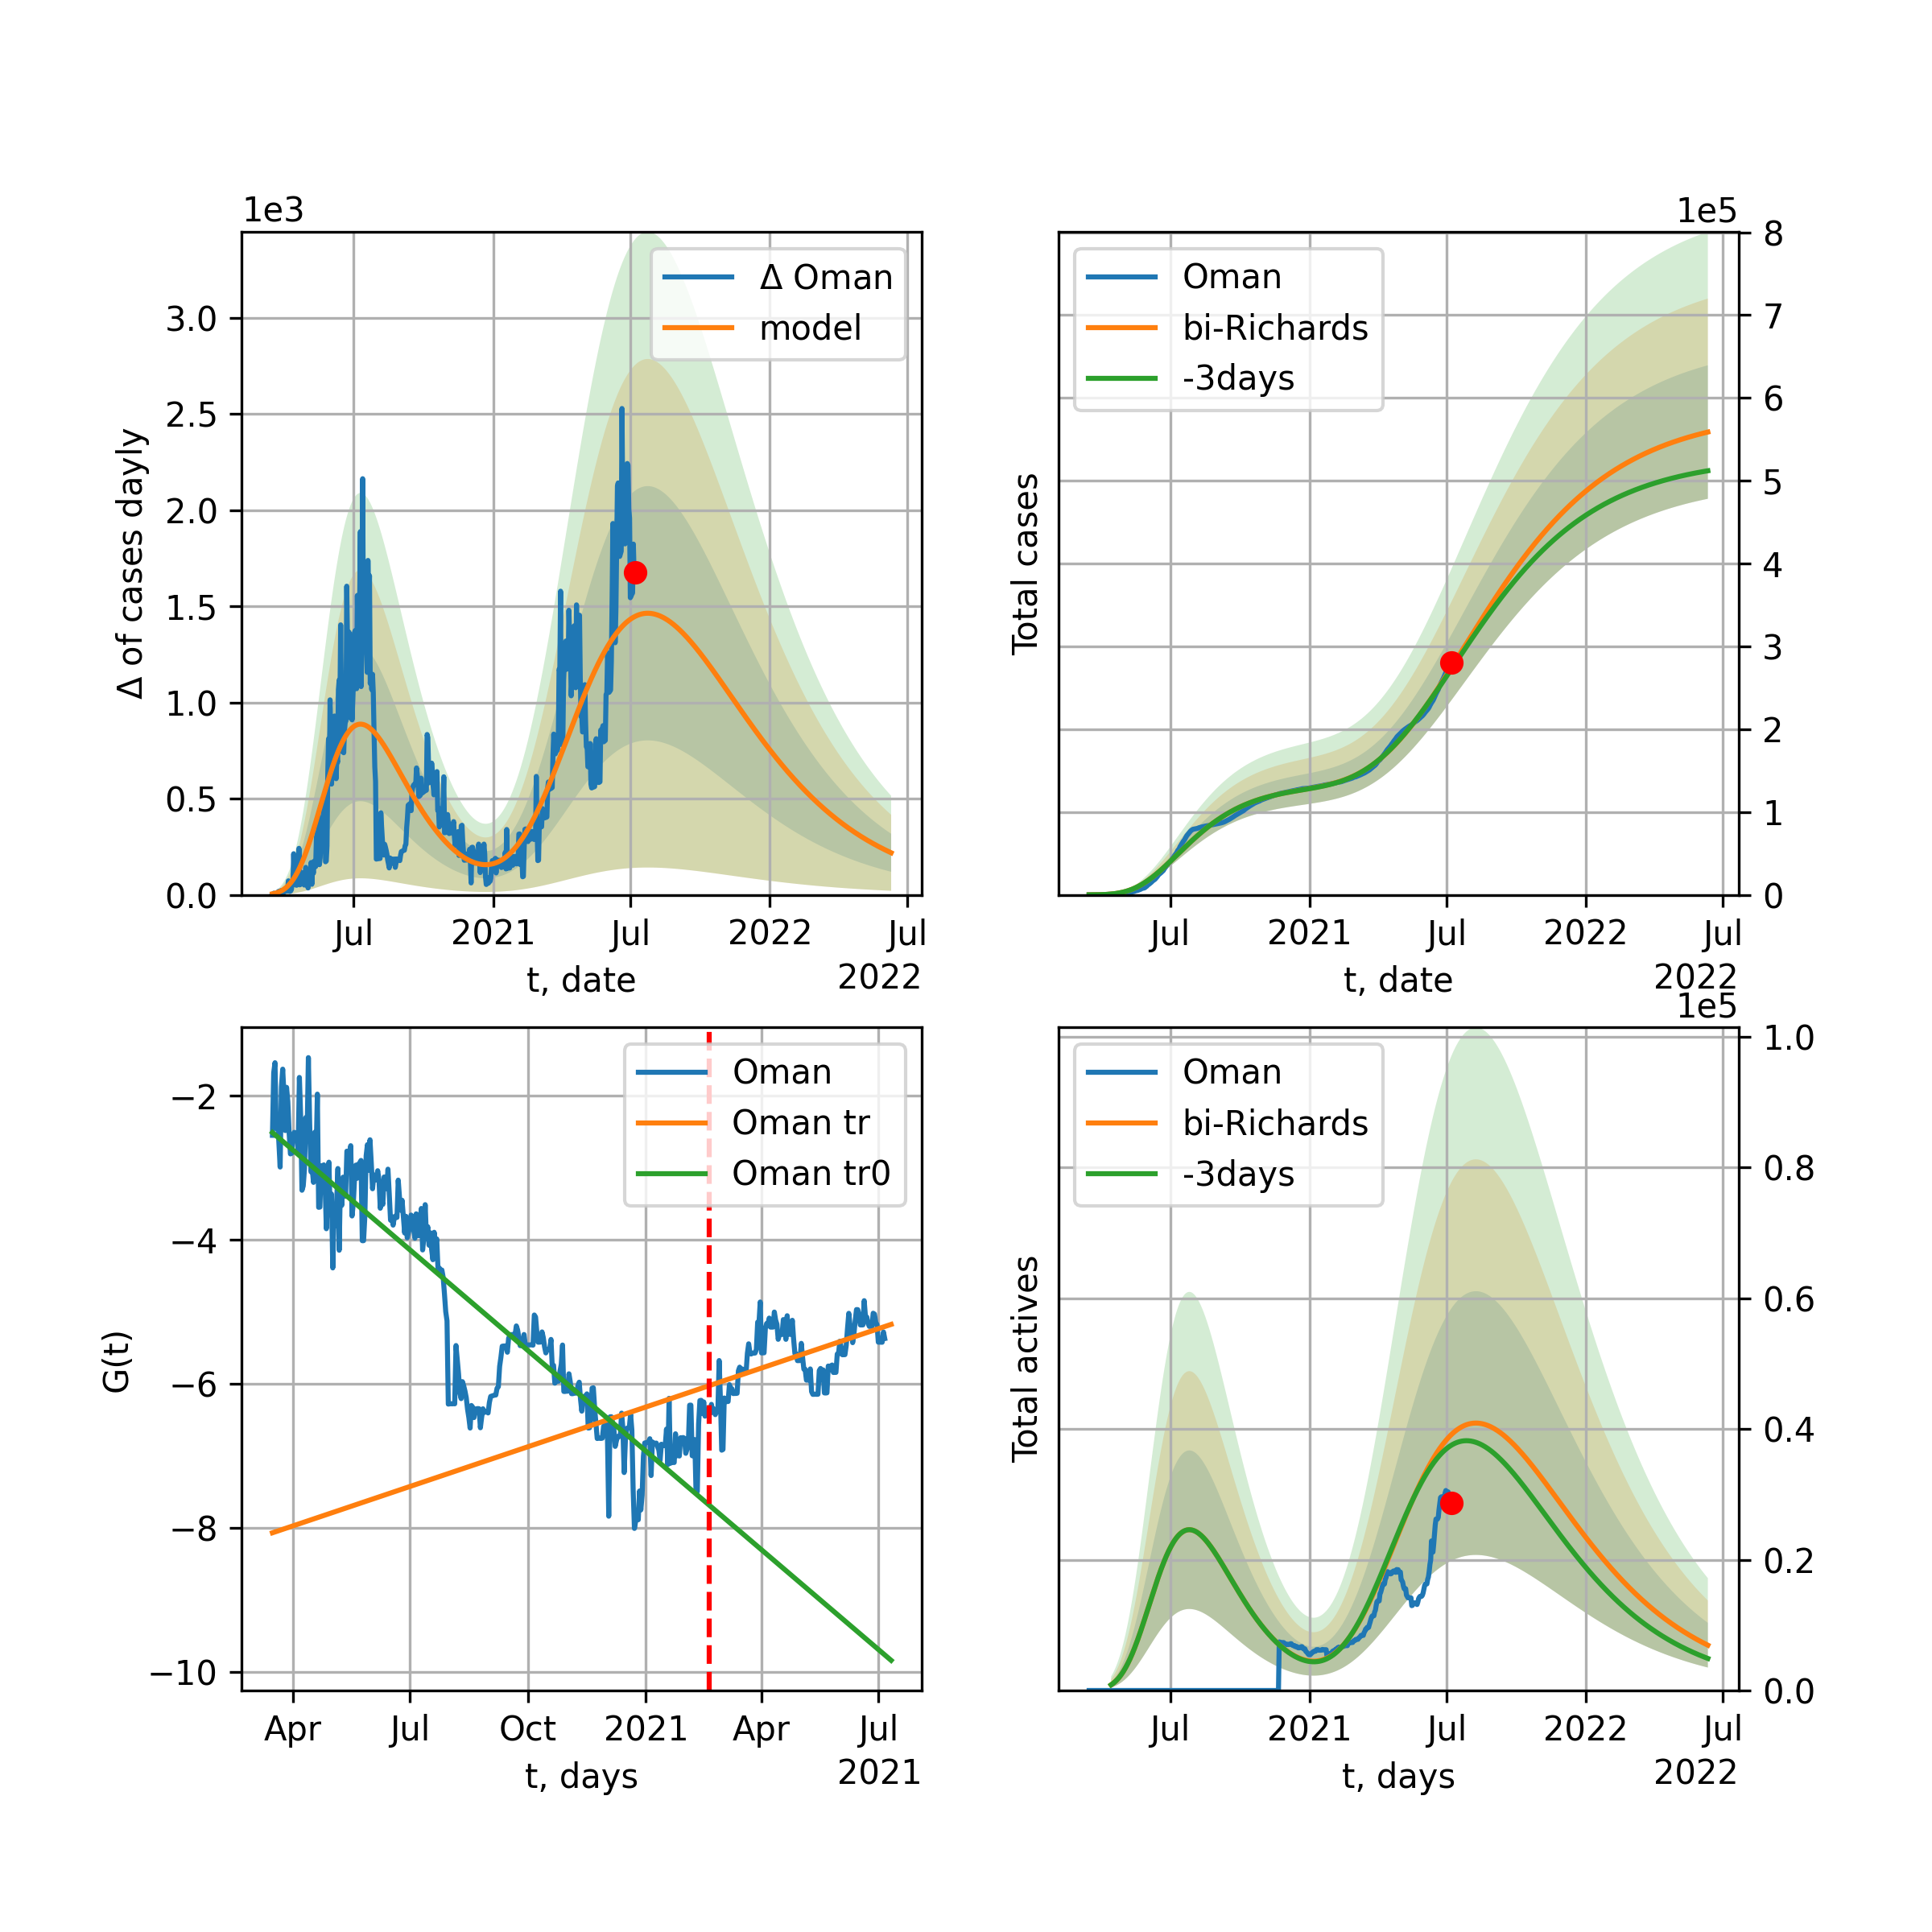 1e3
Δ of cases dayly
3.0
2.5
2.0
1.5
1.0
0.5
0.0
Δ Oman
model
Jul
2021
Jul
2022
Jul
2022
t, date
1e5
Total cases
Oman
bi-Richards
-3days
8
7
6
5
4
3
2
1
0
Jul
2021
Jul
2022
Jul
2022
t, date
G(t)
−2
−4
−6
−8
−10
Oman
Oman tr
Oman tr0
Apr
Jul
Oct
2021
Apr
Jul
2021
t, days
1e5
Total actives
Oman
bi-Richards
-3days
1.0
0.8
0.6
0.4
0.2
0.0
Jul
2021
Jul
2022
Jul
2022
t, days